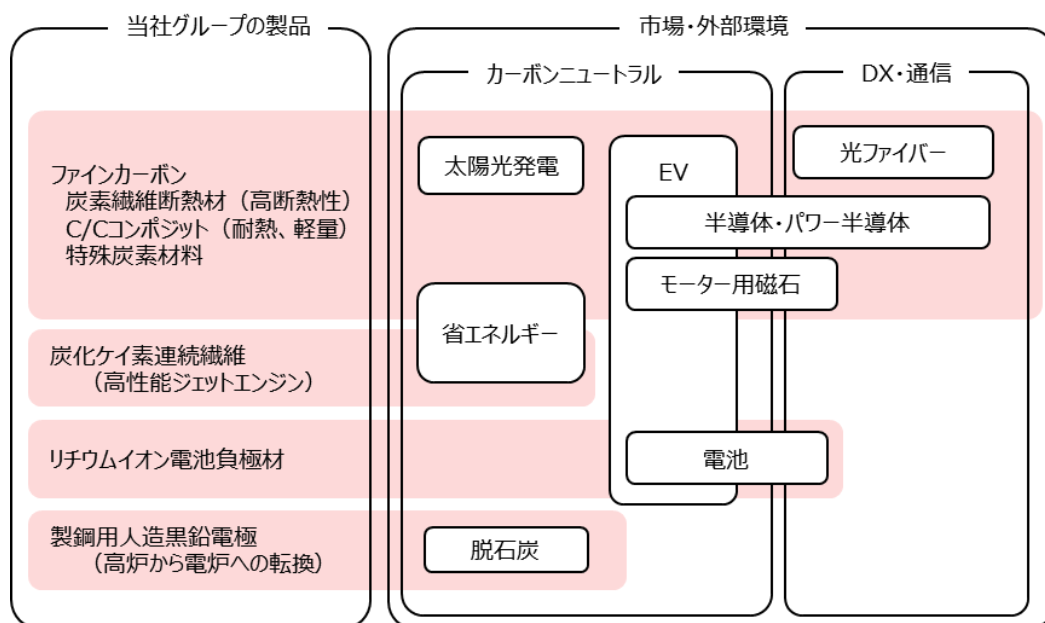 当社グループの製品
市場・外部環境
カーボンニュートラル
DX・通信
ファインカーボン
炭素繊維断熱材（高断熱性）
C/Cコンポジット（耐熱、軽量）
特殊炭素材料
太陽光発電
EV
光ファイバー
半導体・パワー半導体
モーター用磁石
省エネルギー
炭化ケイ素連続繊維
（高性能ジェットエンジン）
リチウムイオン電池負極材
電池
製鋼用人造黒鉛電極
（高炉から電炉への転換）
脱石炭